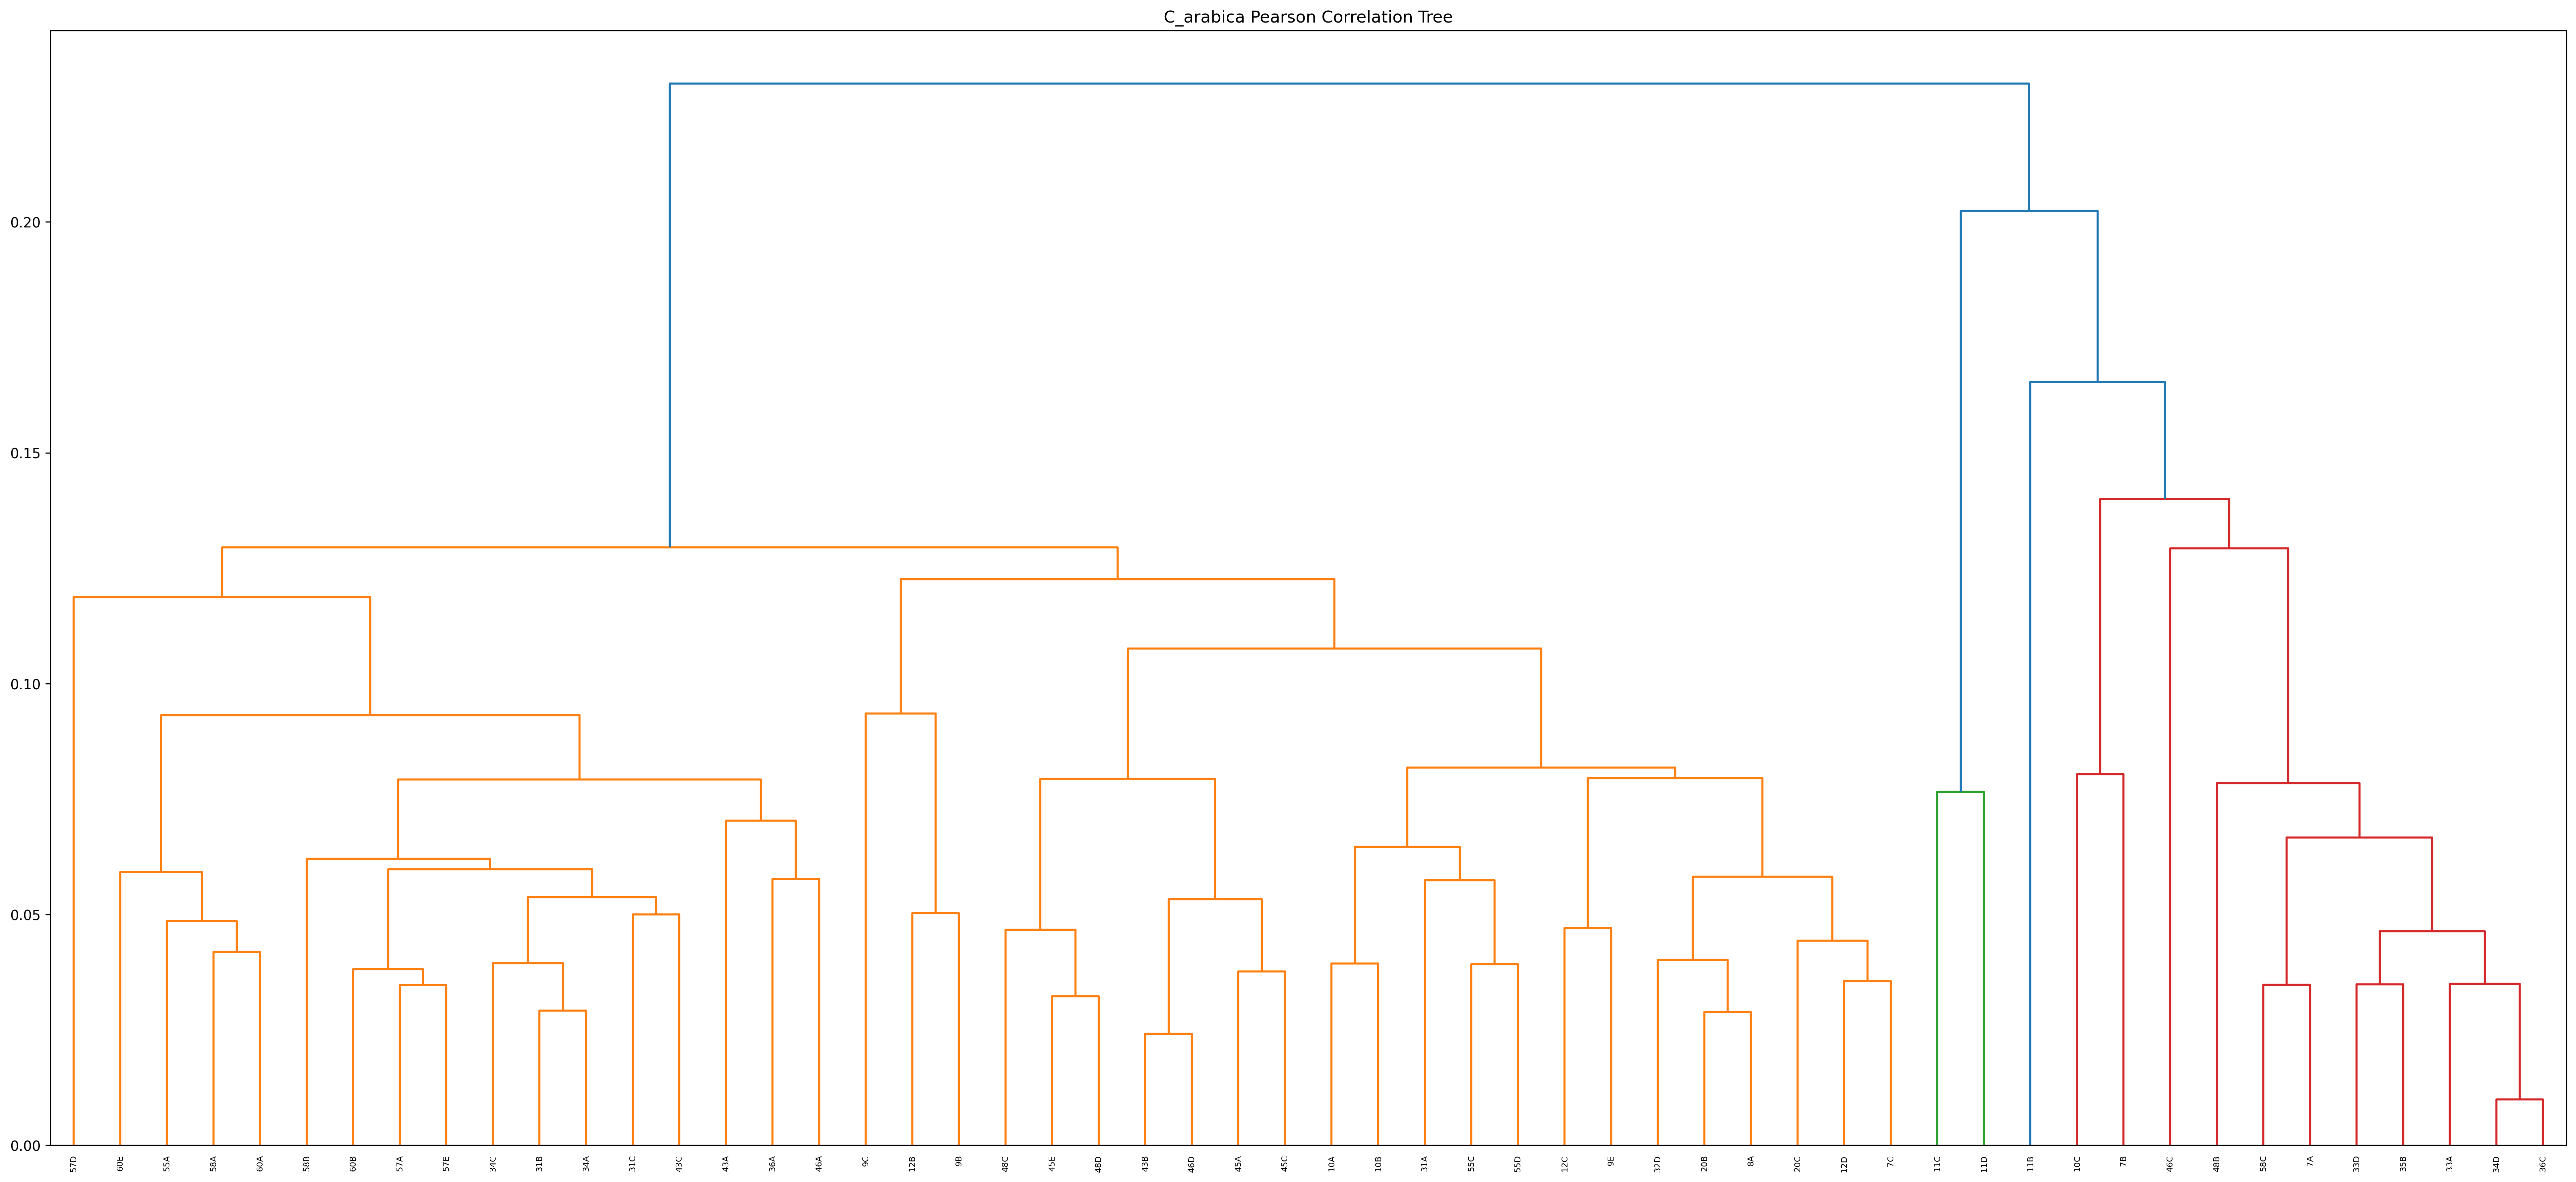 C_arabica Pearson Correlation Tree
0.20
0.15
0.10
0.05
0.00
57D 60E 55A 58A 60A 58B 60B 57A 57E 34C 31B 34A 31C 43C 43A 36A 46A 9C 12B 9B 48C 45E 48D 43B 46D 45A 45C 10A 10B 31A 55C 55D 12C 9E 32D 20B 8A 20C 12D 7C 11C 11D 11B 10C 7B 46C 48B 58C 7A 33D 35B 33A 34D 36C